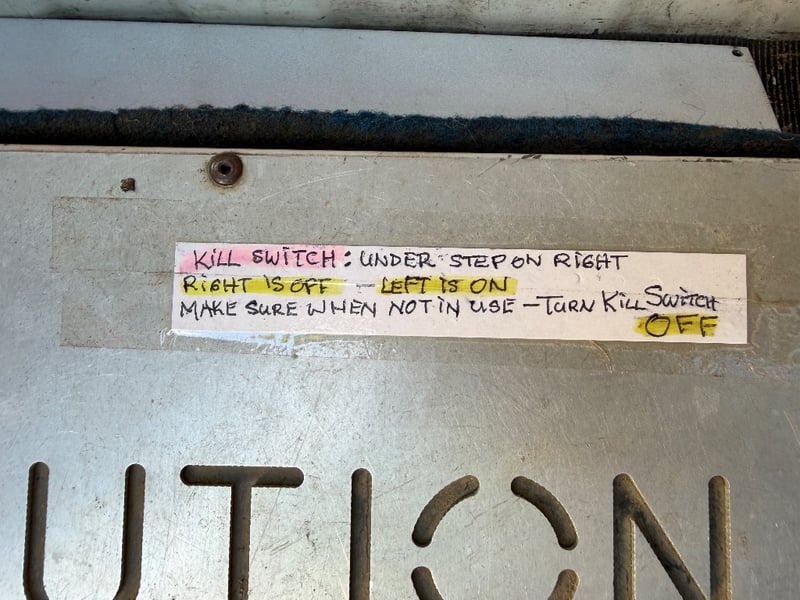 KILL SWITCH: UNDER STEP ON RIGHT
RIGHT IS OFF - LEFT IS ON
MAKE SURE WHEN NOT IN USE - TURN KILL SWITCH
OFF
UTION